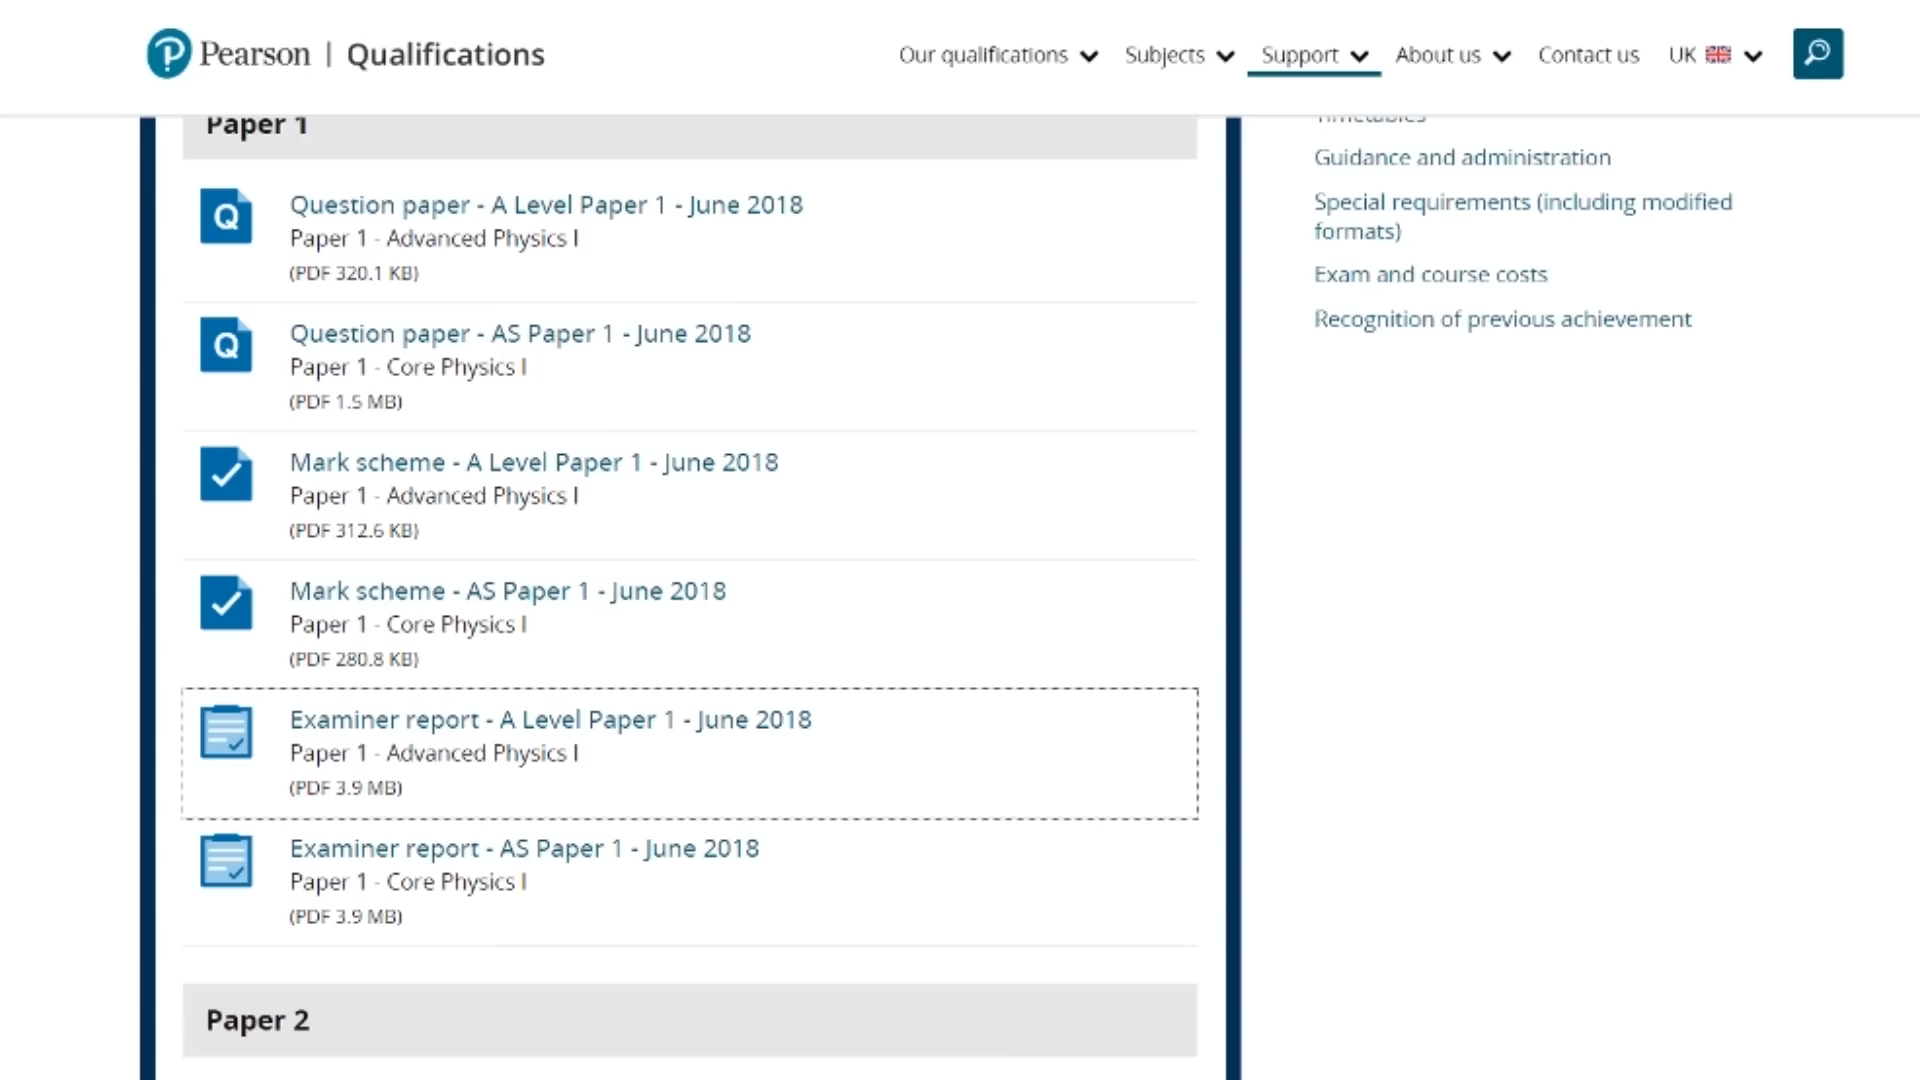 Pearson | Qualifications
Our qualifications
Subjects
Support
About us
Contact us
UK
Paper 1
Question paper - A Level Paper 1 - June 2018
Paper 1 - Advanced Physics I
(PDF 320.1 KB)
Question paper - AS Paper 1 - June 2018
Paper 1 - Core Physics I
(PDF 1.5 MB)
Mark scheme - A Level Paper 1 - June 2018
Paper 1 - Advanced Physics I
(PDF 312.6 KB)
Mark scheme - AS Paper 1 - June 2018
Paper 1 - Core Physics I
(PDF 280.8 KB)
Examiner report - A Level Paper 1 - June 2018
Paper 1 - Advanced Physics I
(PDF 3.9 MB)
Examiner report - AS Paper 1 - June 2018
Paper 1 - Core Physics I
(PDF 3.9 MB)
Paper 2
Timetables
Guidance and administration
Special requirements (including modified
formats)
Exam and course costs
Recognition of previous achievement